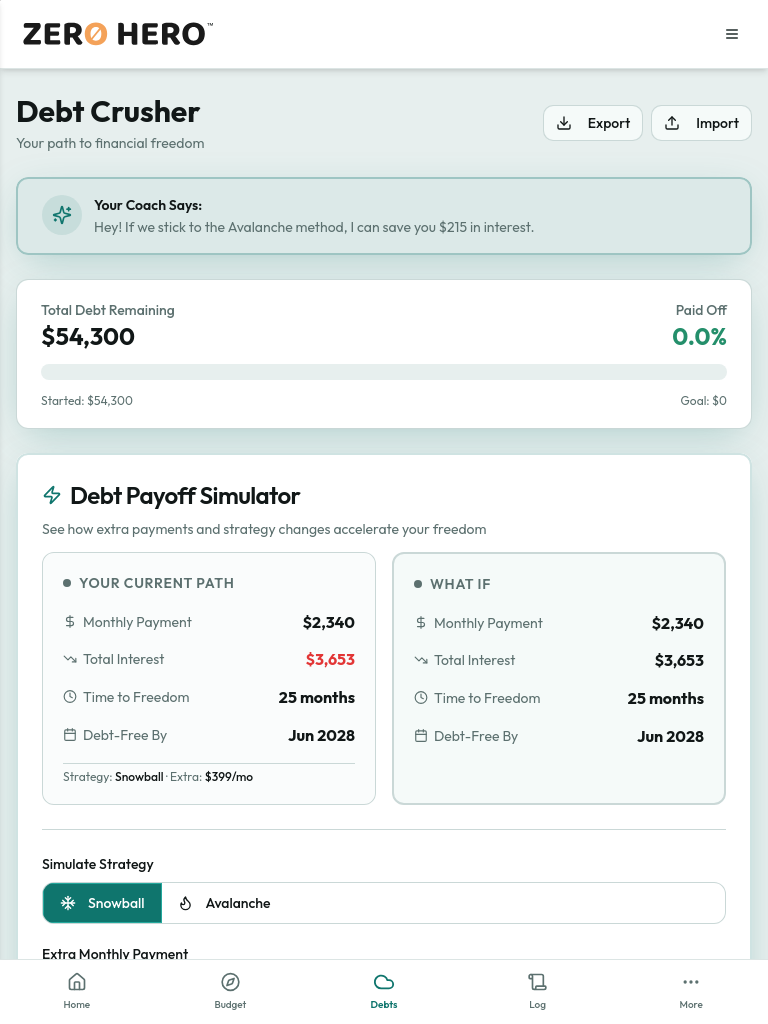 ZERO HERO™
Debt Crusher
Your path to financial freedom
Export
Import
Your Coach Says:
Hey! If we stick to the Avalanche method, I can save you $215 in interest.
Total Debt Remaining
Paid Off
$54,300
0.0%
Started: $54,300
Goal: $0
Debt Payoff Simulator
See how extra payments and strategy changes accelerate your freedom
YOUR CURRENT PATH
Monthly Payment $2,340
Total Interest $3,653
Time to Freedom 25 months
Debt-Free By Jun 2028
Strategy: Snowball · Extra: $399/mo
WHAT IF
Monthly Payment $2,340
Total Interest $3,653
Time to Freedom 25 months
Debt-Free By Jun 2028
Simulate Strategy
Snowball
Avalanche
Extra Monthly Payment
Home
Budget
Debts
Log
More